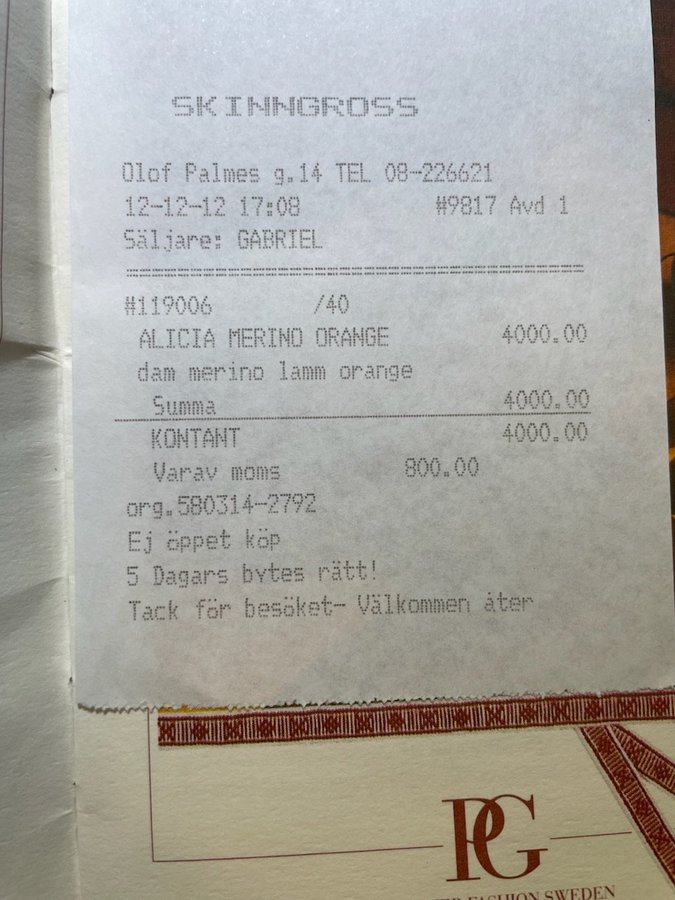 SKINNGROSS
Olof Palmes g.14 TEL 08-226621
12-12-12 17:08 #9817 Avd 1
Säljare: GABRIEL
#119006 /40
ALICIA MERINO ORANGE 4000.00
dam merino lamm orange
Summa 4000.00
KONTANT 4000.00
Varav moms 800.00
org.580314-2792
Ej öppet köp
5 Dagars bytes rätt!
Tack för besöket- Välkommen åter
PG
FASHION SWEDEN